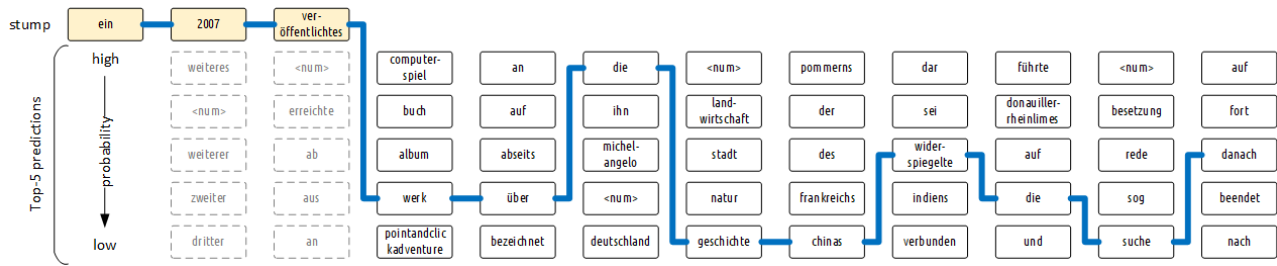 stump ein 2007 ver-
öffentlichtes
high weiteres <num> computer-
spiel an die <num> pommerns dar führte <num> auf
<num> erreichte buch auf ihn land-
wirtschaft der sei donauiller-
rheinlimes besetzung fort
weiterer ab album abseits michel-
angelo stadt des wider-
spiegelte auf rede danach
zweiter aus werk über <num> natur frankreichs indiens die sog beendet
low dritter an pointandclic
kadventure bezeichnet deutschland geschichte chinas verbunden und suche nach
Top-5 predictions
probability